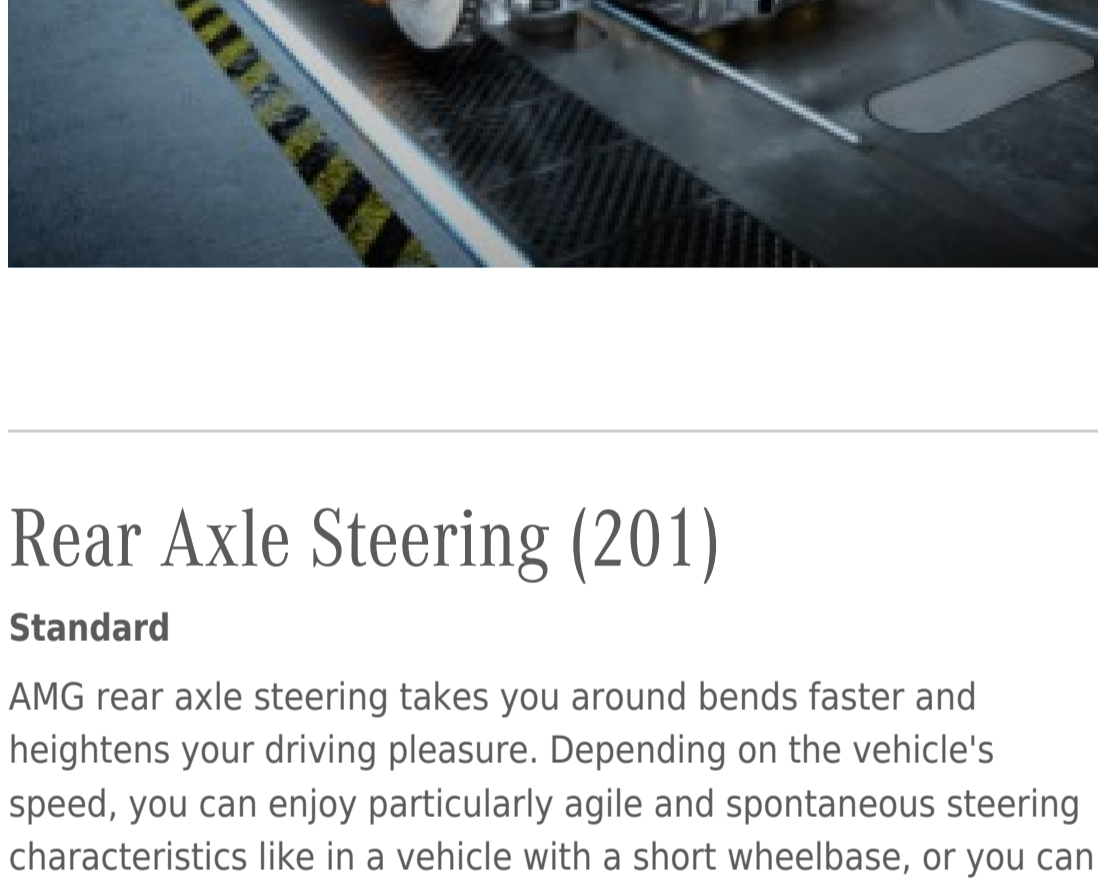 Rear Axle Steering (201)
Standard
AMG rear axle steering takes you around bends faster and
heightens your driving pleasure. Depending on the vehicle's
speed, you can enjoy particularly agile and spontaneous steering
characteristics like in a vehicle with a short wheelbase, or you can